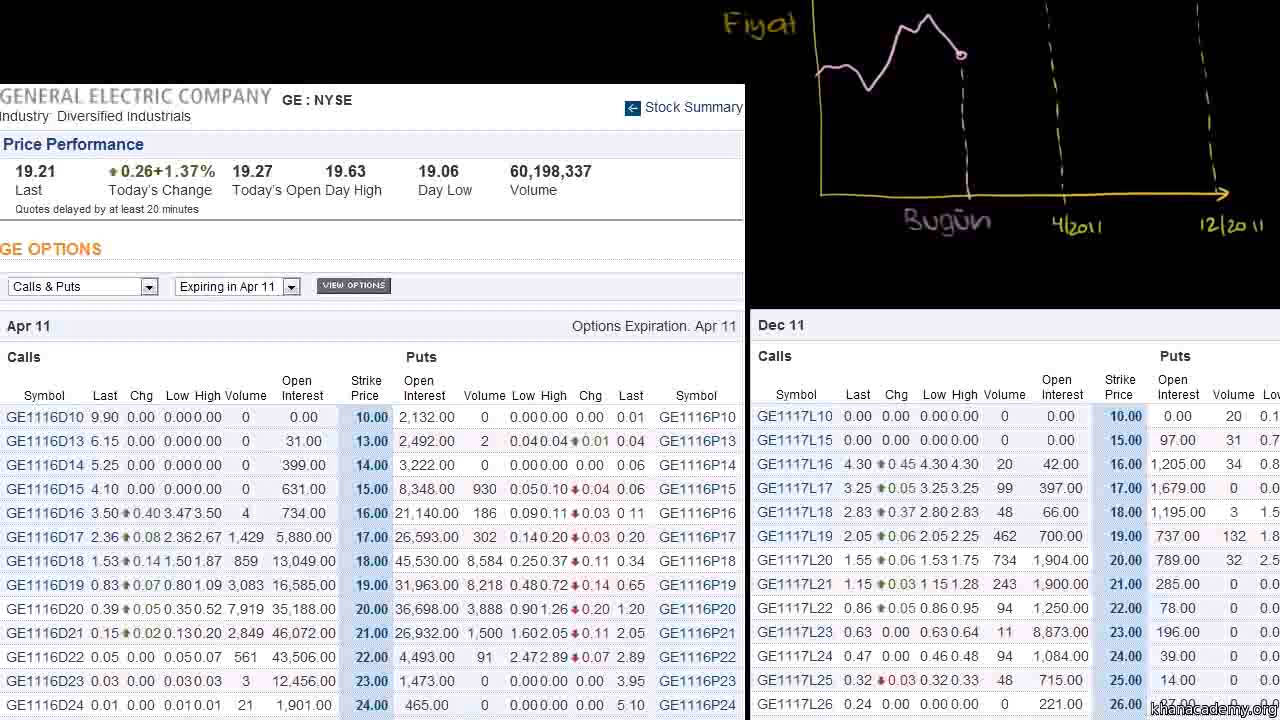 Fiyat
Bugün
4/2011
12/2011
GENERAL ELECTRIC COMPANY GE : NYSE
Industry Diversified Industrials
Stock Summary
Price Performance
19.21 0.26+1.37% 19.27 19.63 19.06 60,198,337
Last Today's Change Today's Open Day High Day Low Volume
Quotes delayed by at least 20 minutes
GE OPTIONS
Calls & Puts Expiring in Apr 11 VIEW OPTIONS
Apr 11 Options Expiration. Apr 11
Calls Puts
Symbol Last Chg Low High Volume Open Interest Strike Price Open Interest Volume Low High Chg Last Symbol
GE1116D10 9.90 0.00 0.00 0.00 0 0.00 10.00 2,132.00 0 0.00 0.00 0.00 0.01 GE1116P10
GE1116D13 6.15 0.00 0.00 0.00 0 31.00 13.00 2,492.00 2 0.04 0.04 0.01 0.04 GE1116P13
GE1116D14 5.25 0.00 0.00 0.00 0 399.00 14.00 3,222.00 0 0.00 0.00 0.00 0.06 GE1116P14
GE1116D15 4.10 0.00 0.00 0.00 0 631.00 15.00 8,348.00 930 0.05 0.10 0.04 0.06 GE1116P15
GE1116D16 3.50 0.40 3.47 3.50 4 734.00 16.00 21,140.00 186 0.09 0.11 0.03 0 11 GE1116P16
GE1116D17 2.36 0.08 2.36 2.67 1,429 5,880.00 17.00 26,593.00 302 0.14 0.20 0.03 0.20 GE1116P17
GE1116D18 1.53 0.14 1.50 1.87 859 13,049.00 18.00 45,530.00 8,584 0.25 0.37 0.11 0.34 GE1116P18
GE1116D19 0.83 0.07 0.80 1.09 3,083 16,585.00 19.00 31,963.00 8,218 0.48 0.72 0.14 0.65 GE1116P19
GE1116D20 0.39 0.05 0.35 0.52 7,919 35,188.00 20.00 36,698.00 3,888 0.90 1.26 0.20 1.20 GE1116P20
GE1116D21 0.15 0.02 0.13 0.20 2,849 46,072.00 21.00 26,932.00 1,500 1.60 2.05 0.11 2.05 GE1116P21
GE1116D22 0.05 0.00 0.05 0.07 561 43,506.00 22.00 4,493.00 91 2.47 2.89 0.07 2.89 GE1116P22
GE1116D23 0.03 0.00 0.00 0.03 3 12,456.00 23.00 1,473.00 0 0.00 0.00 0.00 3.95 GE1116P23
GE1116D24 0.01 0.00 0.01 0.01 21 1,901.00 24.00 465.00 0 0.00 0.00 0.00 5.10 GE1116P24
Dec 11
Calls Puts
Symbol Last Chg Low High Volume Open Interest Strike Price Open Interest Volume
GE1117L10 0.00 0.00 0.00 0.00 0 0.00 10.00 0.00 20 0.1
GE1117L15 0.00 0.00 0.00 0.00 0 0.00 15.00 97.00 31 0.7
GE1117L16 4.30 0.45 4.30 4.30 20 42.00 16.00 1,205.00 34 0.8
GE1117L17 3.25 0.05 3.25 3.25 99 397.00 17.00 1,679.00 0 0.0
GE1117L18 2.83 0.37 2.80 2.83 48 66.00 18.00 1,195.00 3 1.5
GE1117L19 2.05 0.06 2.05 2.25 462 700.00 19.00 737.00 132 1.8
GE1117L20 1.55 0.06 1.53 1.75 734 1,904.00 20.00 789.00 32 2.5
GE1117L21 1.15 0.03 1.15 1.28 243 1,900.00 21.00 285.00 0 0.0
GE1117L22 0.86 0.05 0.86 0.95 94 1,250.00 22.00 78.00 0 0.0
GE1117L23 0.63 0.00 0.63 0.64 11 8,873.00 23.00 196.00 0 0.0
GE1117L24 0.47 0.00 0.46 0.48 94 1,084.00 24.00 39.00 0 0.0
GE1117L25 0.32 0.03 0.32 0.33 48 715.00 25.00 14.00 0 0.0
GE1117L26 0.24 0.00 0.00 0.00 0 221.00 26.00
khanacademy.org